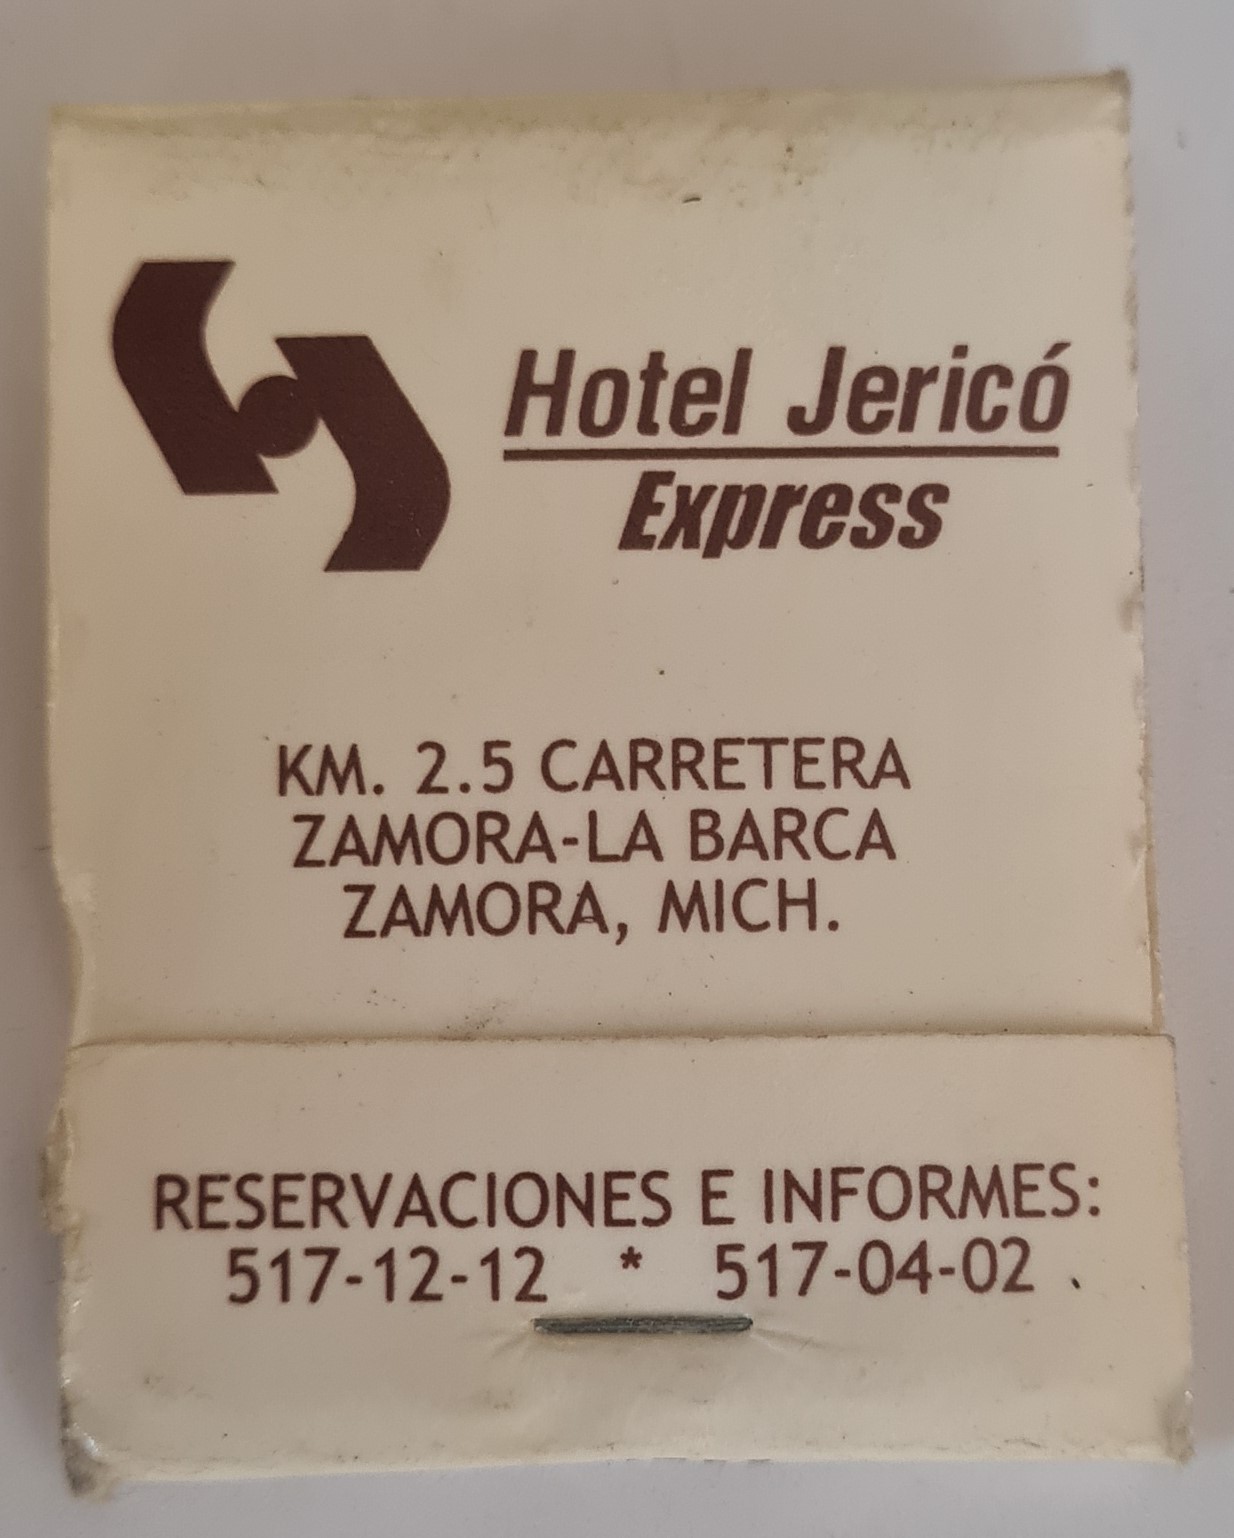 Hotel Jericó
Express
KM. 2.5 CARRETERA
ZAMORA-LA BARCA
ZAMORA, MICH.
RESERVACIONES E INFORMES:
517-12-12 * 517-04-02